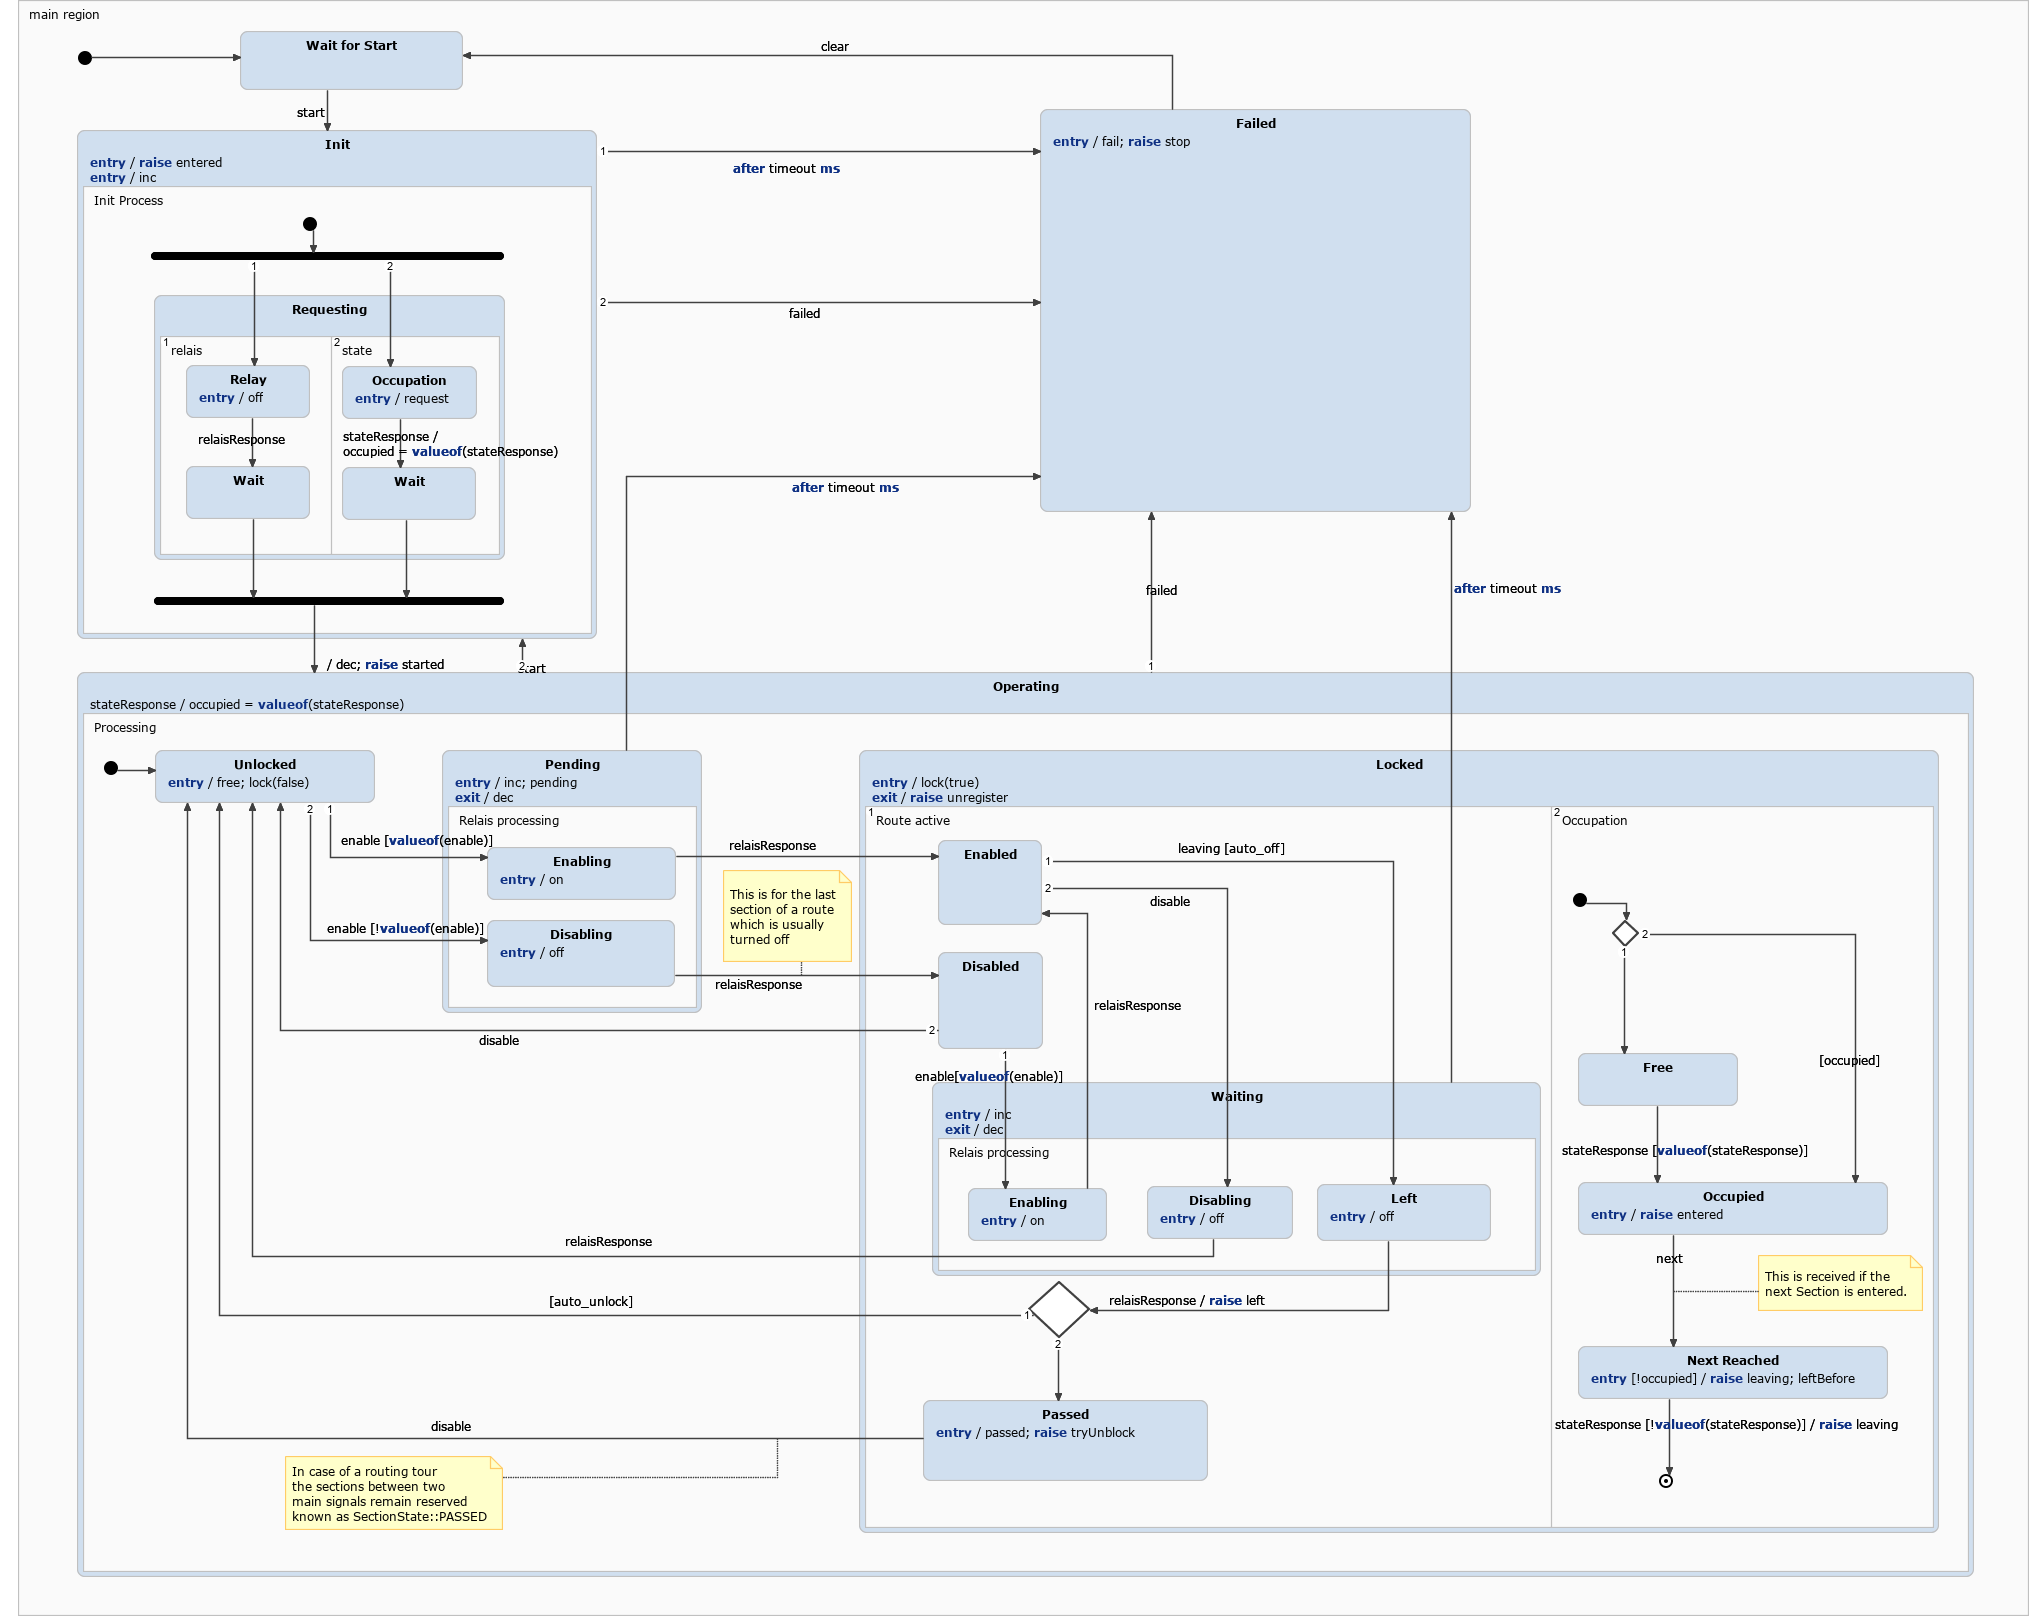 main region
Wait for Start
clear
start
Failed
entry / fail; raise stop
Init
entry / raise entered
entry / inc
1
after timeout ms
Init Process
1
2
Requesting
2
failed
1
relais
2
state
Relay
entry / off
Occupation
entry / request
relaisResponse
stateResponse /
occupied = valueof(stateResponse)
Wait
Wait
after timeout ms
failed
after timeout ms
/ dec; raise started
2
1
Operating
stateResponse / occupied = valueof(stateResponse)
Processing
Unlocked
entry / free; lock(false)
2
1
Pending
entry / inc; pending
exit / dec
Relais processing
Locked
entry / lock(true)
exit / raise unregister
1
Route active
2
Occupation
enable [valueof(enable)]
Enabling
entry / on
relaisResponse
Enabled
1
leaving [auto_off]
2
disable
This is for the last
section of a route
which is usually
turned off
enable [!valueof(enable)]
Disabling
entry / off
relaisResponse
Disabled
relaisResponse
2
1
2
disable
1
enable[valueof(enable)]
Free
[occupied]
Waiting
entry / inc
exit / dec
Relais processing
stateResponse [valueof(stateResponse)]
Enabling
entry / on
Disabling
entry / off
Left
entry / off
Occupied
entry / raise entered
relaisResponse
next
This is received if the
next Section is entered.
[auto_unlock]
1
relaisResponse / raise left
2
Next Reached
entry [!occupied] / raise leaving; leftBefore
Passed
entry / passed; raise tryUnblock
disable
stateResponse [!valueof(stateResponse)] / raise leaving
In case of a routing tour
the sections between two
main signals remain reserved
known as SectionState::PASSED